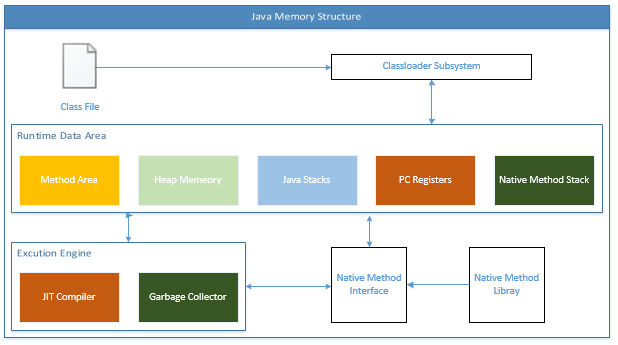 Java Memory Structure
Classloader Subsystem
Class File
Runtime Data Area
Method Area
Heap Memeory
Java Stacks
PC Registers
Native Method Stack
Excution Engine
JIT Compiler
Garbage Collector
Native Method
Interface
Native Method
Libray